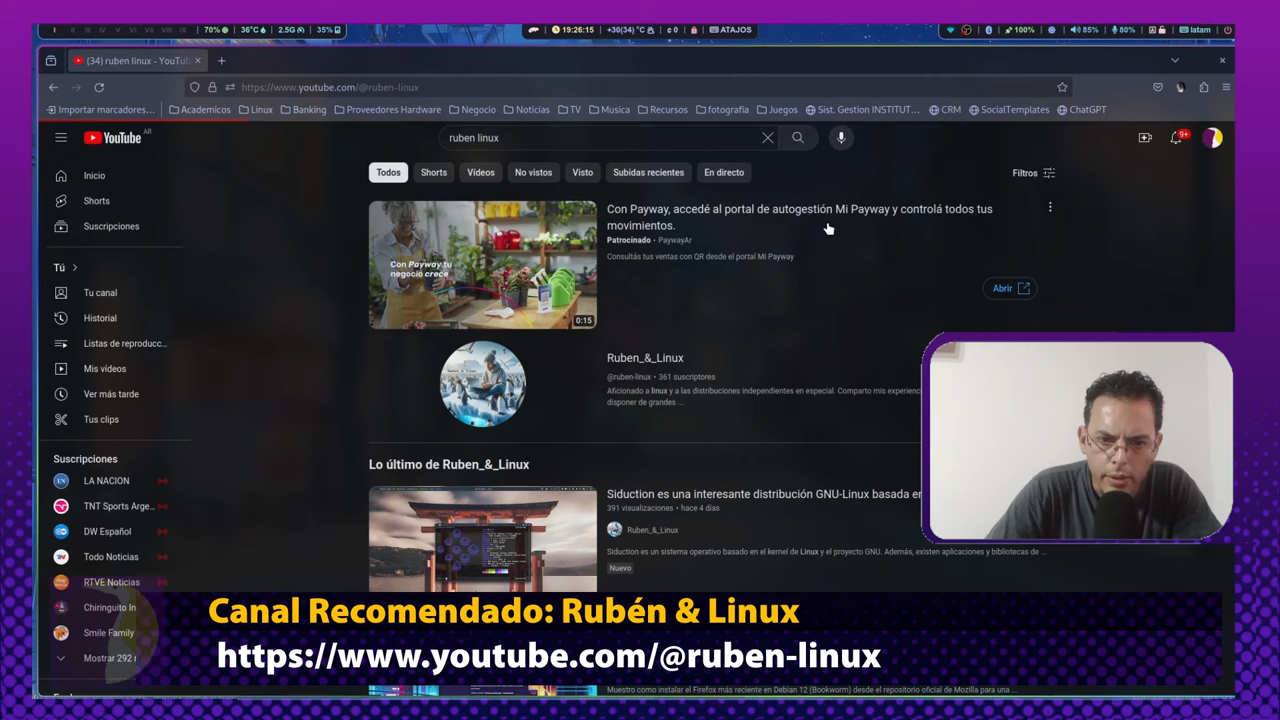 I II III IV V VI VII VIII IX 70% 36°C 2.5G 35% 19:26:15 +30(34) °C 0 ATAJOS 100% 85% 80% latam
(34) ruben linux - YouTub
https://www.youtube.com/@ruben-linux
Importar marcadores... Academicos Linux Banking Proveedores Hardware Negocio Noticias TV Musica Recursos fotografia Juegos Sist. Gestion INSTITUT... CRM SocialTemplates ChatGPT
YouTube AR
ruben linux
9+
Todos Shorts Vídeos No vistos Visto Subidas recientes En directo Filtros
Inicio
Shorts
Suscripciones
Tú
Tu canal
Historial
Listas de reproducc...
Mis vídeos
Ver más tarde
Tus clips
Suscripciones
LA NACION
TNT Sports Arge...
DW Español
Todo Noticias
RTVE Noticias
Chiringuito In
Smile Family
Mostrar 292
Con Payway tu
negocio crece
0:15
Con Payway, accedé al portal de autogestión Mi Payway y controlá todos tus
movimientos.
Patrocinado • PaywayAr
Consultás tus ventas con QR desde el portal Mi Payway
Abrir
Ruben_&_Linux
@ruben-linux • 361 suscriptores
Aficionado a linux y a las distribuciones independientes en especial. Comparto mis experienc
disponer de grandes ...
Lo último de Ruben_&_Linux
Siduction es una interesante distribución GNU-Linux basada en
391 visualizaciones • hace 4 días
Ruben_&_Linux
Siduction es un sistema operativo basado en el kernel de Linux y el proyecto GNU. Además, existen aplicaciones y bibliotecas de ...
Nuevo
Canal Recomendado: Rubén & Linux
https://www.youtube.com/@ruben-linux
Muestro como instalar el Firefox más reciente en Debian 12 (Bookworm) desde el repositorio oficial de Mozilla para una ...